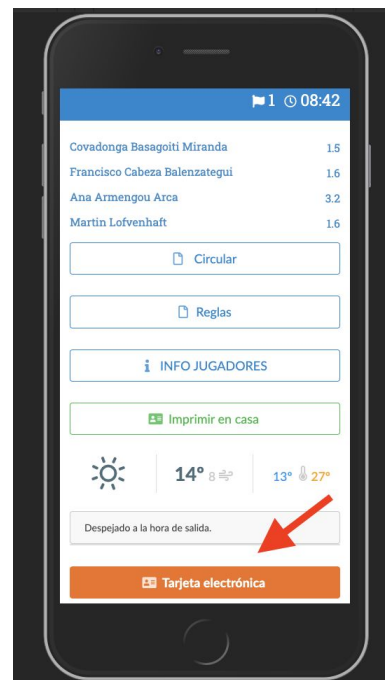 1 08:42
Covadonga Basagoiti Miranda 1.5
Francisco Cabeza Balenzategui 1.6
Ana Armengou Arca 3.2
Martin Lofvenhaft 1.6
Circular
Reglas
INFO JUGADORES
Imprimir en casa
14° 8 13° 27°
Despejado a la hora de salida.
Tarjeta electrónica